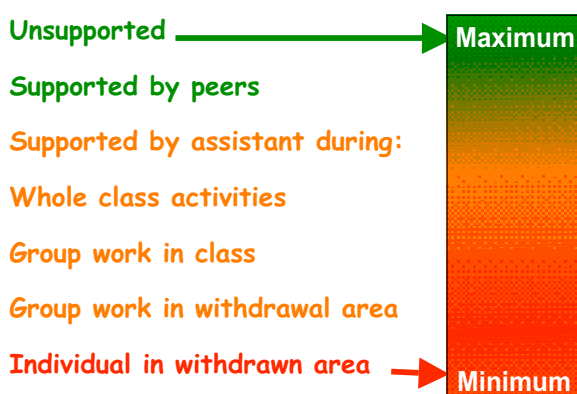 Unsupported
Maximum
Supported by peers
Supported by assistant during:
Whole class activities
Group work in class
Group work in withdrawal area
Individual in withdrawn area
Minimum